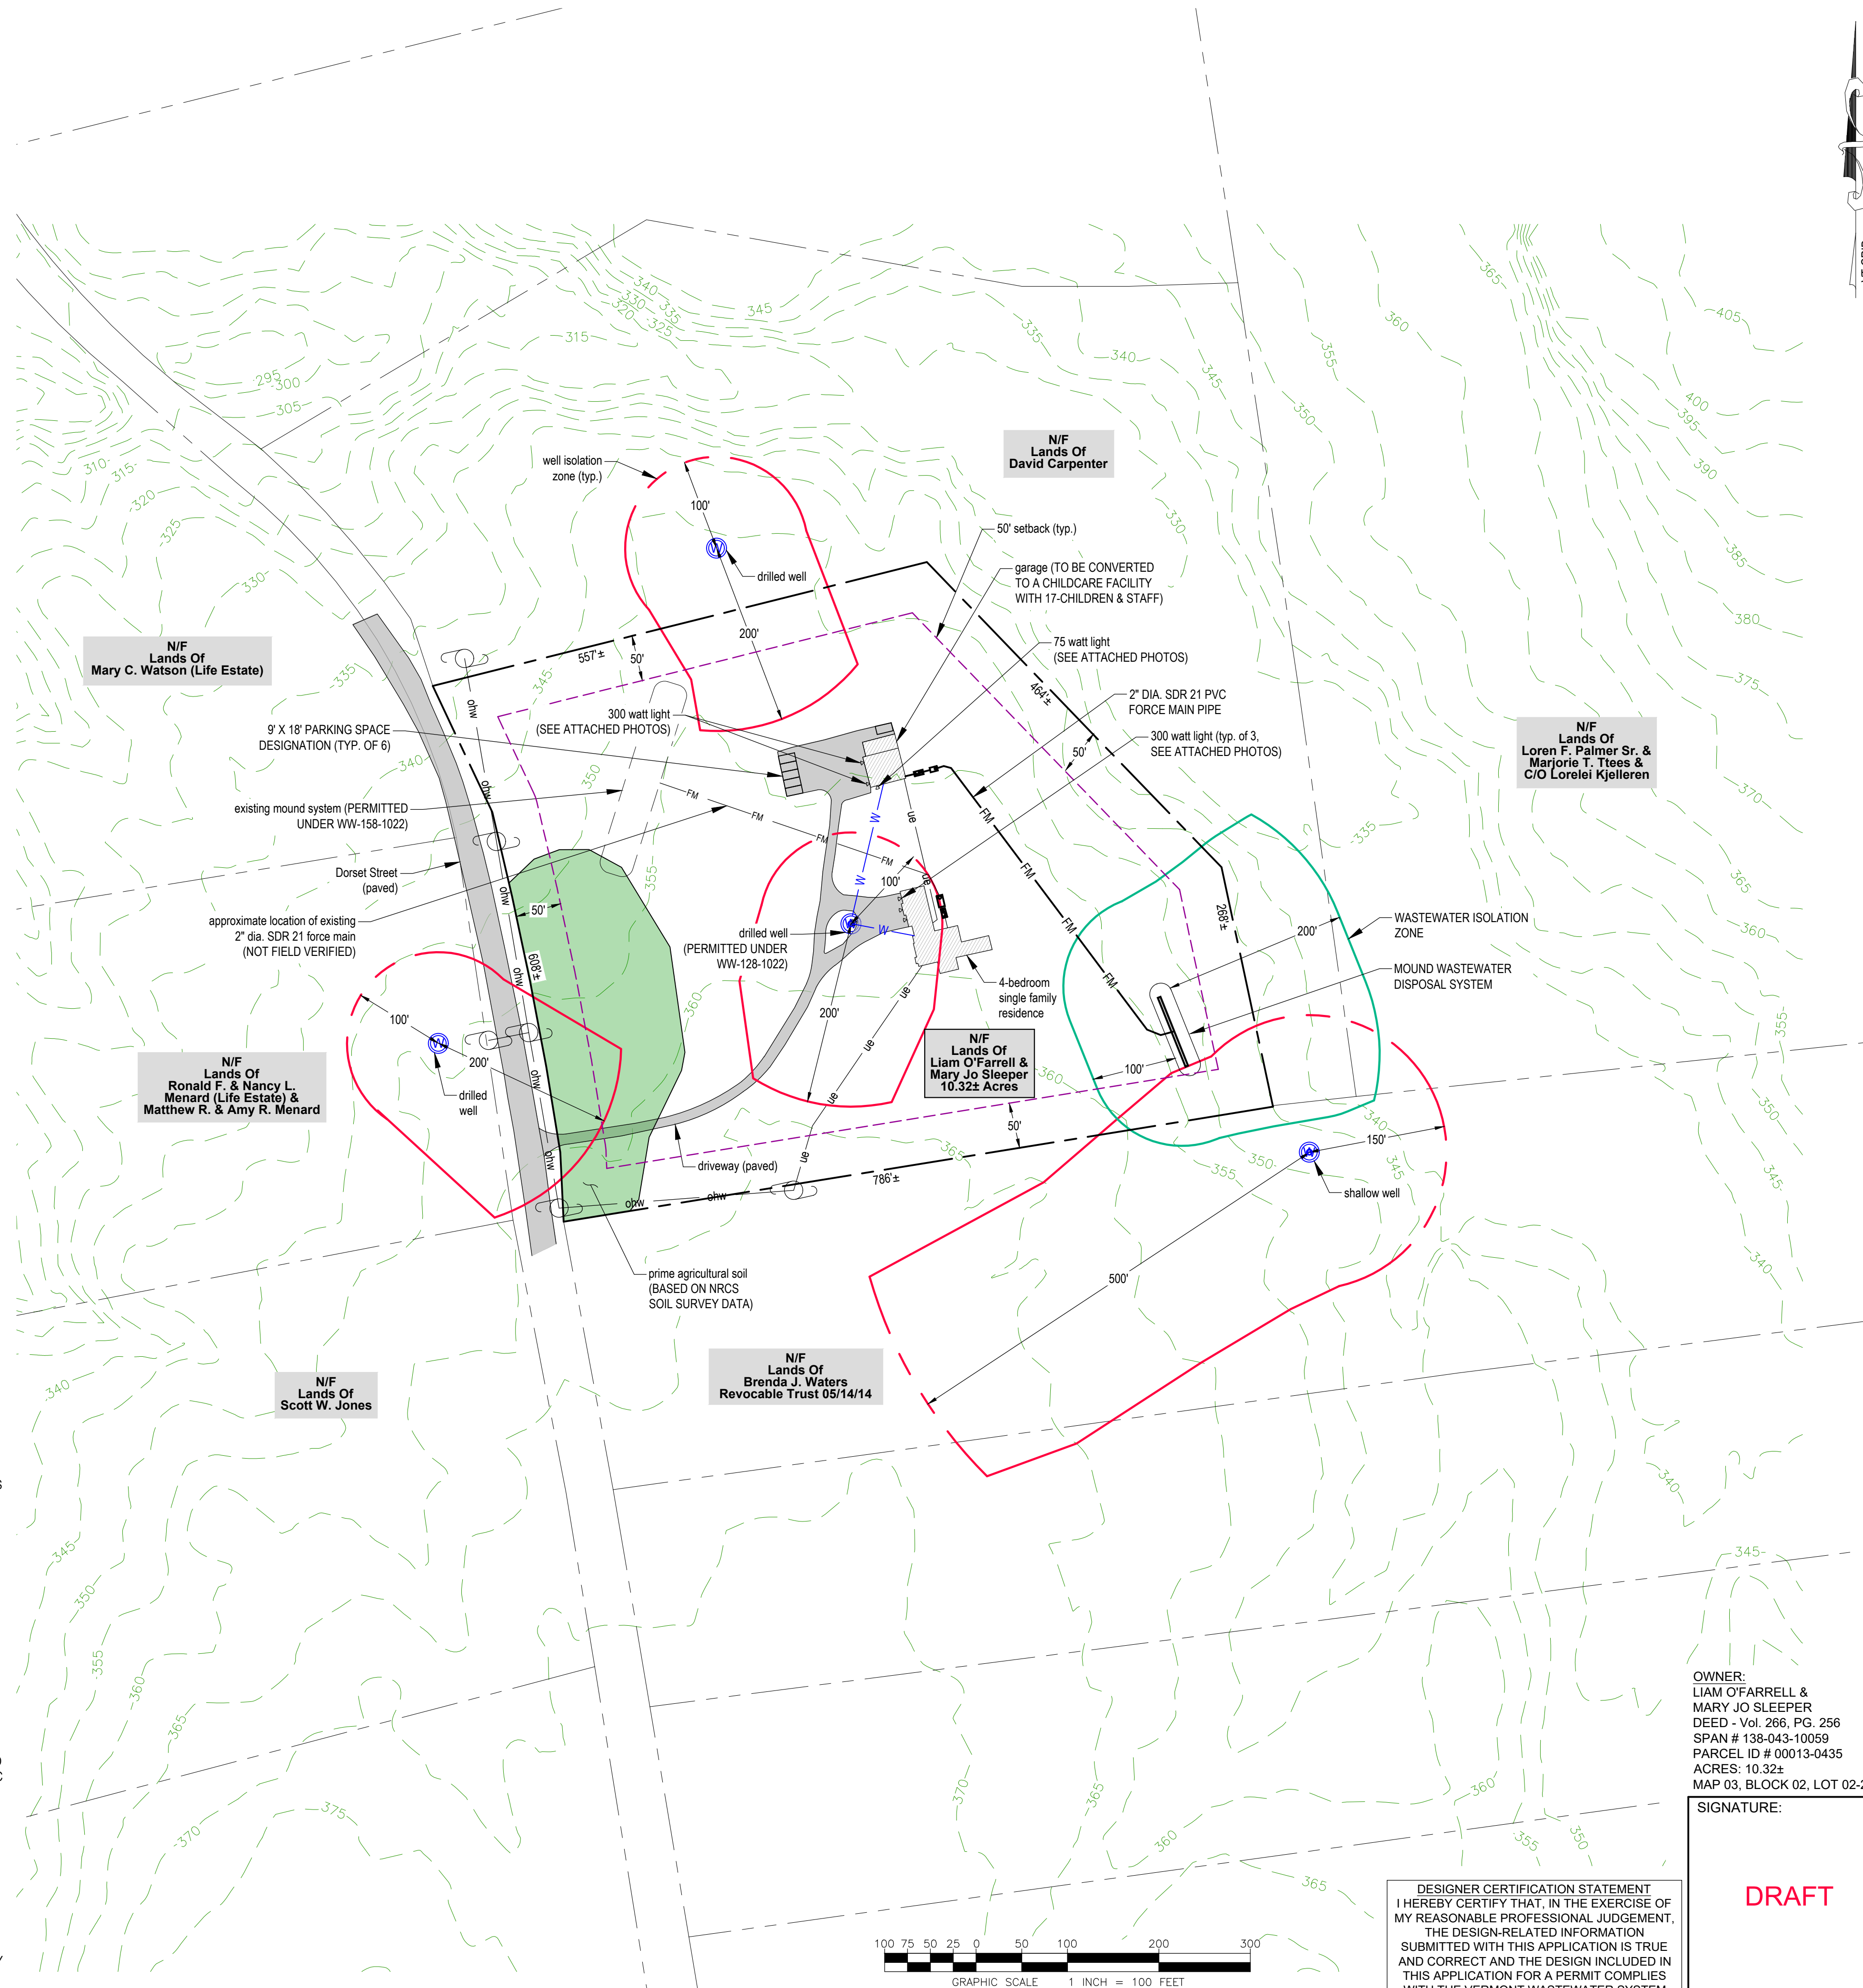 N/F
Lands Of
David Carpenter
well isolation
zone (typ.)
100'
drilled well
200'
50' setback (typ.)
garage (TO BE CONVERTED
TO A CHILDCARE FACILITY
WITH 17-CHILDREN & STAFF)
75 watt light
(SEE ATTACHED PHOTOS)
2" DIA. SDR 21 PVC
FORCE MAIN PIPE
300 watt light (typ. of 3,
SEE ATTACHED PHOTOS)
N/F
Lands Of
Mary C. Watson (Life Estate)
557'±
50'
464'±
50'
300 watt light
(SEE ATTACHED PHOTOS)
9' X 18' PARKING SPACE
DESIGNATION (TYP. OF 6)
existing mound system (PERMITTED
UNDER WW-158-1022)
Dorset Street
(paved)
approximate location of existing
2" dia. SDR 21 force main
(NOT FIELD VERIFIED)
N/F
Lands Of
Loren F. Palmer Sr. &
Marjorie T. Ttees &
C/O Lorelei Kjelleren
50'
608'±
100'
drilled well
(PERMITTED UNDER
WW-128-1022)
200'
4-bedroom
single family
residence
268'±
200'
WASTEWATER ISOLATION
ZONE
MOUND WASTEWATER
DISPOSAL SYSTEM
100'
N/F
Lands Of
Liam O'Farrell &
Mary Jo Sleeper
10.32± Acres
N/F
Lands Of
Ronald F. & Nancy L.
Menard (Life Estate) &
Matthew R. & Amy R. Menard
100'
200'
drilled
well
driveway (paved)
50'
786'±
150'
shallow well
500'
prime agricultural soil
(BASED ON NRCS
SOIL SURVEY DATA)
N/F
Lands Of
Scott W. Jones
N/F
Lands Of
Brenda J. Waters
Revocable Trust 05/14/14
OWNER:
LIAM O'FARRELL &
MARY JO SLEEPER
DEED - Vol. 266, PG. 256
SPAN # 138-043-10059
PARCEL ID # 00013-0435
ACRES: 10.32±
MAP 03, BLOCK 02, LOT 02-2
SIGNATURE:
DRAFT
DESIGNER CERTIFICATION STATEMENT
I HEREBY CERTIFY THAT, IN THE EXERCISE OF
MY REASONABLE PROFESSIONAL JUDGEMENT,
THE DESIGN-RELATED INFORMATION
SUBMITTED WITH THIS APPLICATION IS TRUE
AND CORRECT AND THE DESIGN INCLUDED IN
THIS APPLICATION FOR A PERMIT COMPLIES
WITH THE VERMONT WASTEWATER SYSTEM
100 75 50 25 0 50 100 200 300
GRAPHIC SCALE 1 INCH = 100 FEET